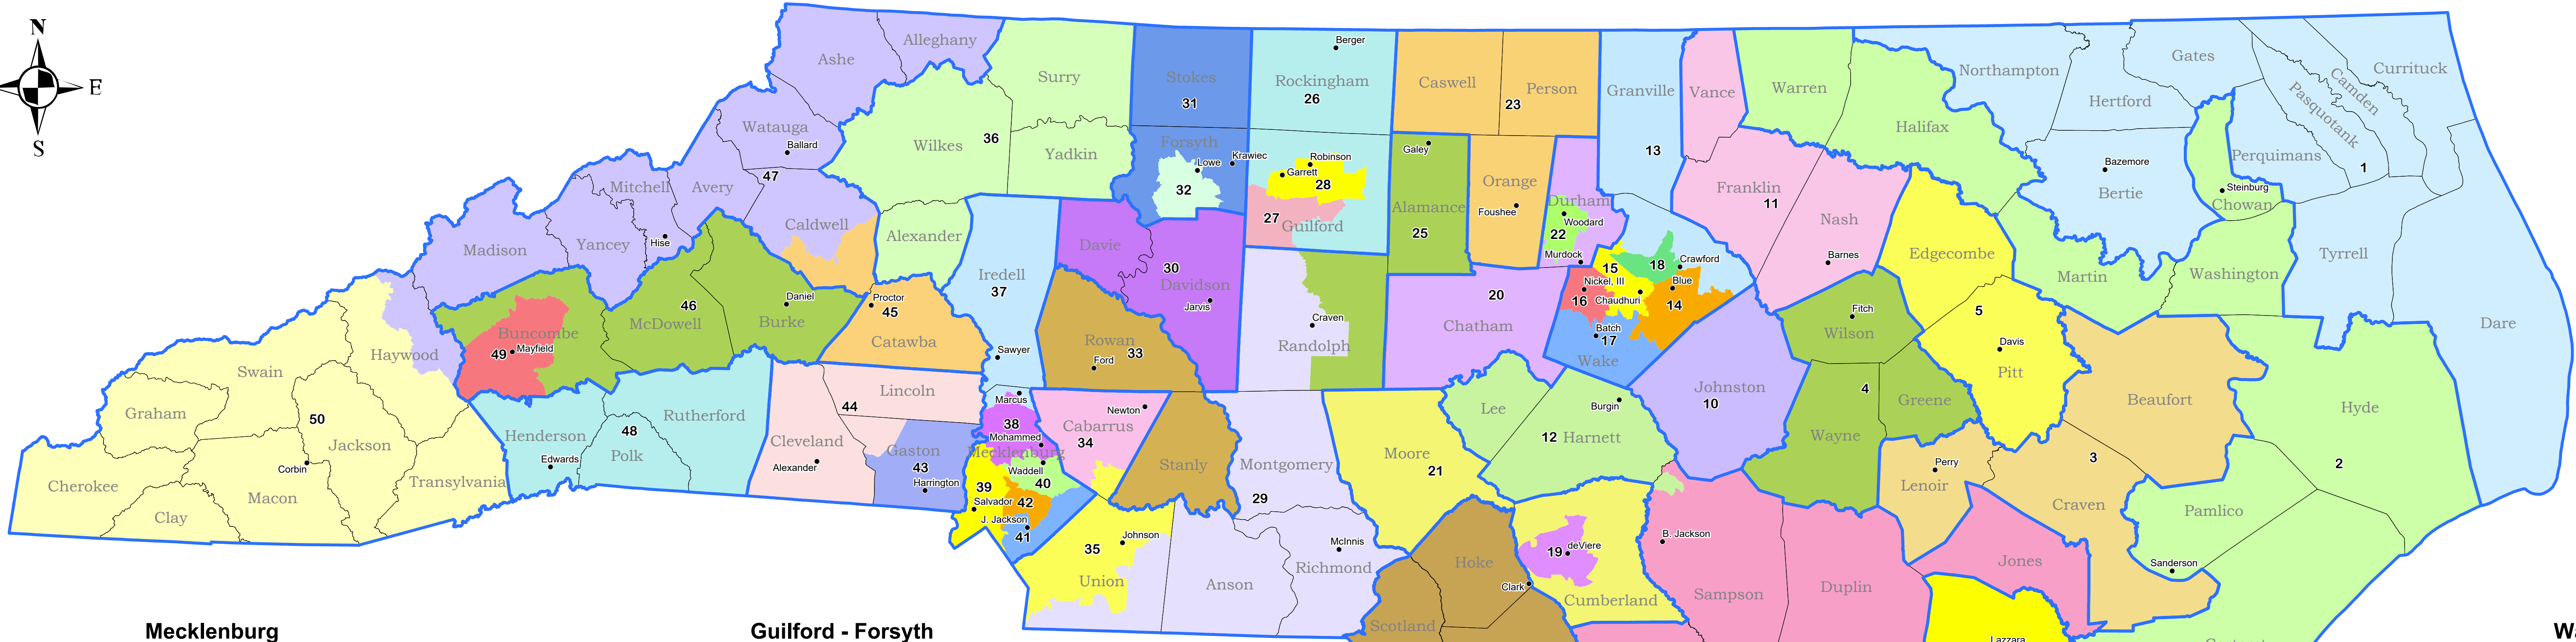 N
E
S
Ashe
Alleghany
Surry
Stokes
31
Rockingham
26
Berger
Caswell
23
Person
Granville
Vance
Warren
Northampton
Gates
Currituck
Camden
Pasquotank
Hertford
Halifax
Watauga
Ballard
Wilkes
36
Yadkin
Forsyth
Lowe
Krawiec
32
Robinson
Garrett
28
Galey
13
Perquimans
1
Bazemore
Bertie
Steinburg
Chowan
Mitchell
Avery
47
Orange
Durham
Franklin
11
Nash
Alamance
25
Foushee
Woodard
22
Murdock
27
Guilford
Caldwell
Alexander
Davie
30
Davidson
Jarvis
Madison
Yancey
Hise
Iredell
37
15
18
Crawford
Nickel, III
Blue
16
Chaudhuri
14
Batch
17
Wake
Barnes
Edgecombe
Martin
Washington
Tyrrell
Dare
20
Chatham
Daniel
46
McDowell
Burke
Proctor
45
Catawba
Buncombe
49
Mayfield
Haywood
Swain
Craven
Randolph
Rowan
33
Ford
Sawyer
Fitch
Wilson
5
Davis
Pitt
Johnston
10
4
Greene
Wayne
Beaufort
Hyde
Graham
50
Jackson
Corbin
Cherokee
Macon
Clay
Transylvania
Henderson
48
Edwards
Polk
Rutherford
Lincoln
44
Cleveland
Alexander
Gaston
43
Harrington
Marcus
38
Mohammed
Mecklenburg
Waddell
40
39
Salvador
42
J. Jackson
41
Newton
Cabarrus
34
Stanly
Montgomery
29
Moore
21
Lee
Burgin
12
Harnett
Perry
Lenoir
3
Craven
2
Pamlico
Sanderson
Jones
35
Johnson
Union
Anson
McInnis
Richmond
Hoke
Clark
Scotland
19
deViere
Cumberland
B. Jackson
Sampson
Duplin
Lazzara
Mecklenburg
Guilford - Forsyth
W